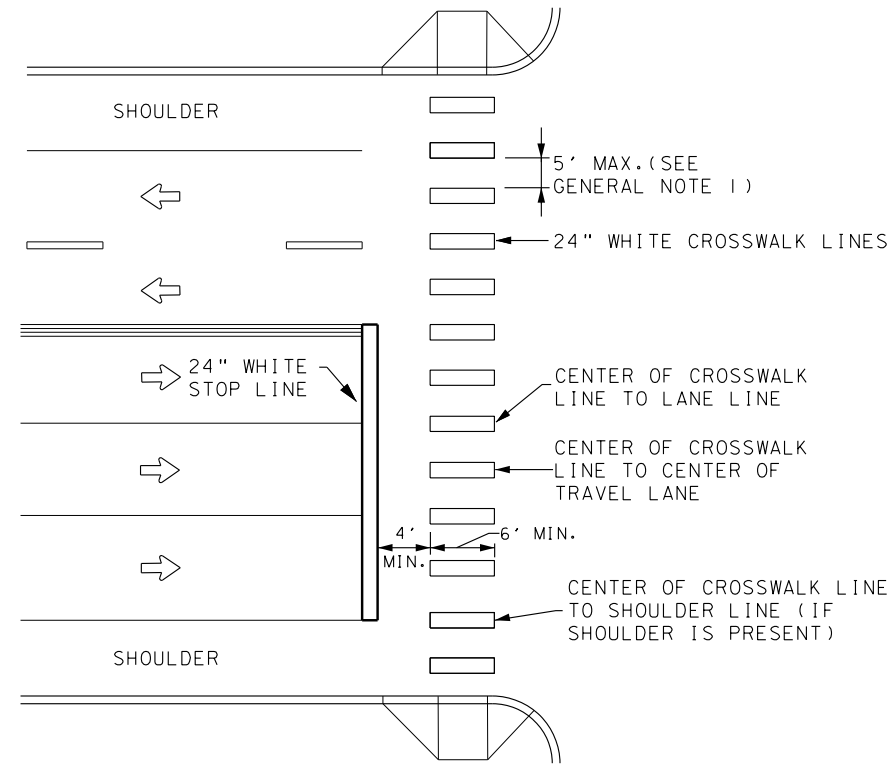 SHOULDER
5' MAX.(SEE
GENERAL NOTE 1)
24" WHITE CROSSWALK LINES
24" WHITE
STOP LINE
CENTER OF CROSSWALK
LINE TO LANE LINE
CENTER OF CROSSWALK
LINE TO CENTER OF
TRAVEL LANE
4'
MIN.
6' MIN.
CENTER OF CROSSWALK LINE
TO SHOULDER LINE (IF
SHOULDER IS PRESENT)
SHOULDER